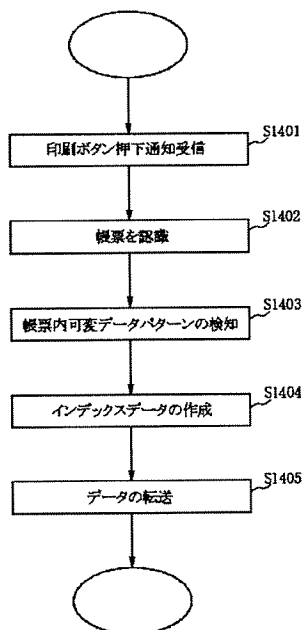 印刷ボタン押下通知受信
S1401
帳票を認識
S1402
帳票内可変データパターンの検知
S1403
インデックスデータの作成
S1404
データの転送
S1405